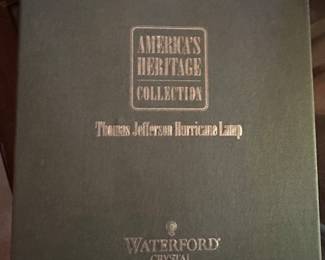 AMERICA'S
HERITAGE
COLLECTION
Thomas Jefferson Hurricane Lamp
WATERFORD®
CRYSTAL